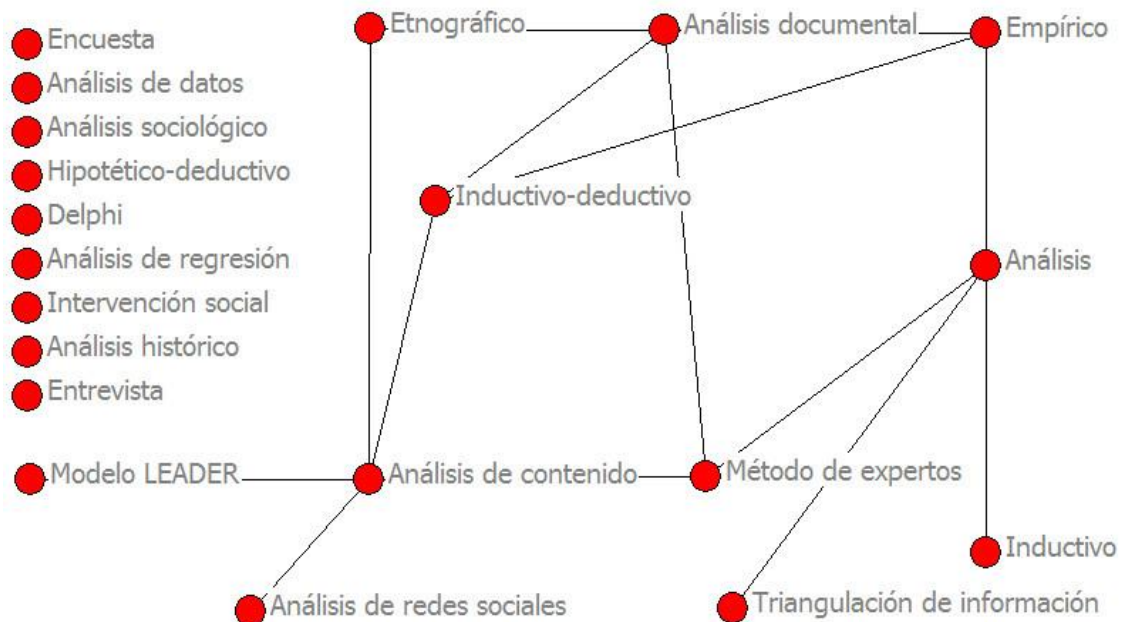 Encuesta
Análisis de datos
Análisis sociológico
Hipotético-deductivo
Delphi
Análisis de regresión
Intervención social
Análisis histórico
Entrevista
Etnográfico
Análisis documental
Empírico
Inductivo-deductivo
Análisis
Modelo LEADER
Análisis de contenido
Método de expertos
Inductivo
Análisis de redes sociales
Triangulación de información